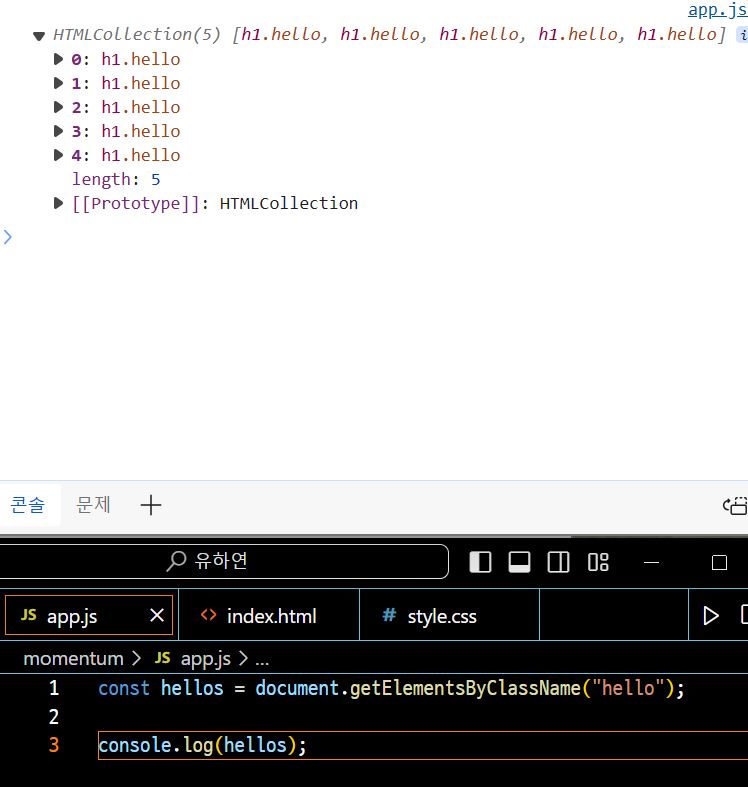 app.js
HTMLCollection(5) [h1.hello, h1.hello, h1.hello, h1.hello, h1.hello] i
0: h1.hello
1: h1.hello
2: h1.hello
3: h1.hello
4: h1.hello
length: 5
[[Prototype]]: HTMLCollection
콘솔 문제
유하연
JS app.js <> index.html # style.css
momentum > JS app.js > ...
1 const hellos = document.getElementsByClassName("hello");
2
3 console.log(hellos);